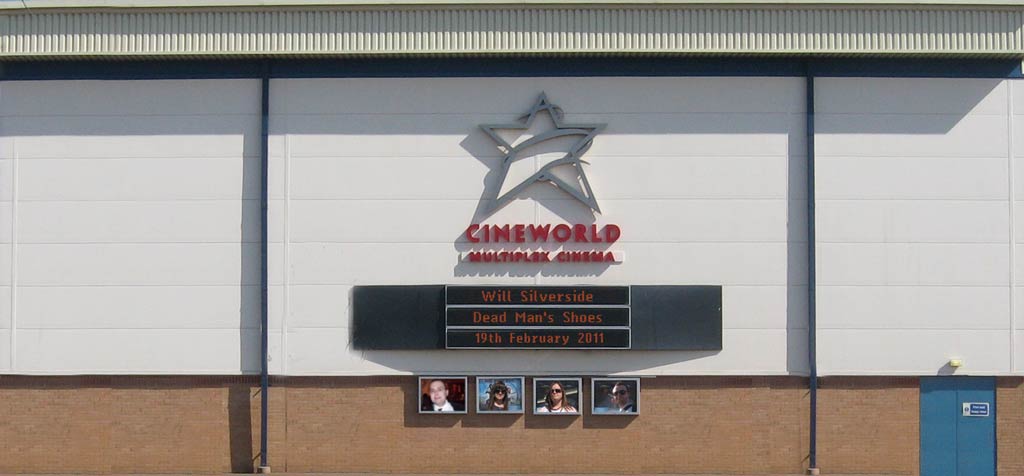 CINEWORLD
MULTIPLEX CINEMA
Will Silverside
Dead Man's Shoes
19th February 2011